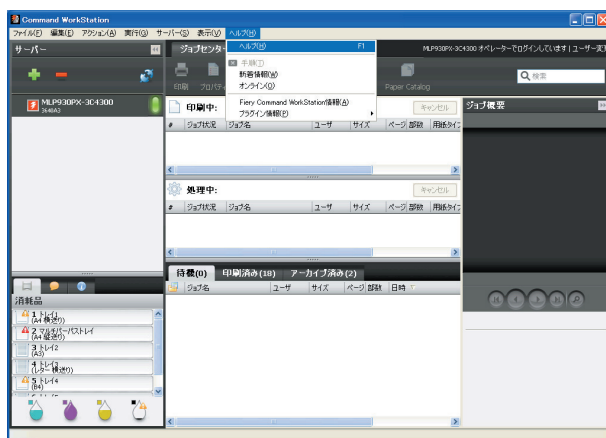 Command WorkStation
ファイル(F) 編集(E) アクション(A) 実行(Q) サーバー(S) 表示(V) ヘルプ(H)
サーバー
ジョブセンタ
ヘルプ(H) F1
手順(T)
新着情報(W)
オンライン(O)
Fiery Command WorkStation情報(A)
プラグイン情報(P)
MLP930PX-3C4300 オペレーターでログインしています | ユーザー変更
印刷 プロパティ
Paper Catalog
検索
MLP930PX-3C4300
3640A3
印刷中:
キャンセル
ジョブ概要
# ジョブ状況 ジョブ名 ユーザ サイズ ページ 部数 用紙タイプ
処理中:
キャンセル
# ジョブ状況 ジョブ名 ユーザ サイズ ページ 部数 用紙タイプ
待機(0) 印刷済み(18) アーカイブ済み(2)
ジョブ名 ユーザ サイズ ページ 部数 日時
消耗品
1 トレイ1
(A4 横送り)
2 マルチパーパストレイ
(A4 縦送り)
3 トレイ2
(A3)
4 トレイ3
(レター 横送り)
5 トレイ4
(B4)